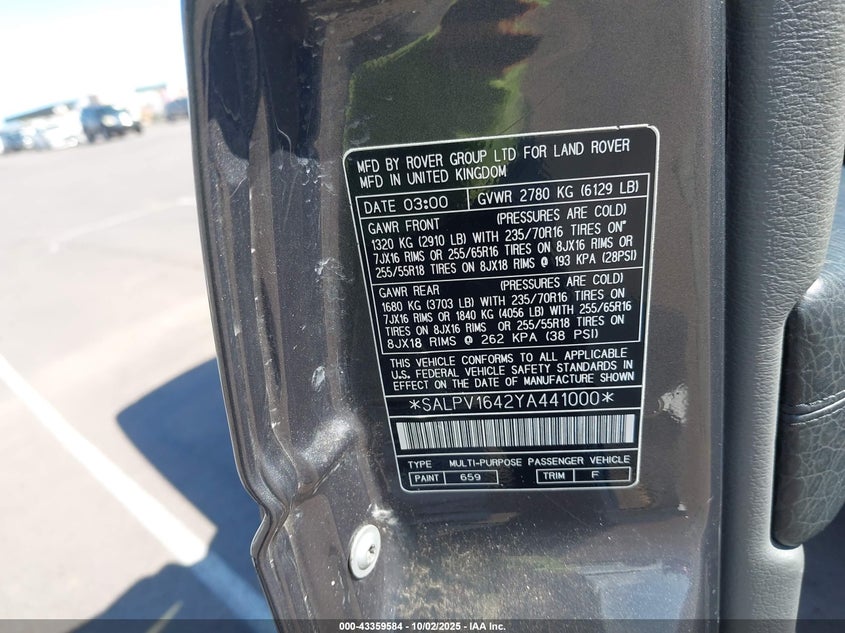 MFD BY ROVER GROUP LTD FOR LAND ROVER
MFD IN UNITED KINGDOM
DATE 03:00 GVWR 2780 KG (6129 LB)
GAWR FRONT (PRESSURES ARE COLD)
1320 KG (2910 LB) WITH 235/70R16 TIRES ON"
7JX16 RIMS OR 255/65R16 TIRES ON 8JX16 RIMS OR
255/55R18 TIRES ON 8JX18 RIMS @ 193 KPA (28PSI)
GAWR REAR (PRESSURES ARE COLD)
1680 KG (3703 LB) WITH 235/70R16 TIRES ON
7JX16 RIMS OR 1840 KG (4056 LB) WITH 255/65R16
TIRES ON 8JX16 RIMS OR 255/55R18 TIRES ON
8JX18 RIMS @ 262 KPA (38 PSI)
THIS VEHICLE CONFORMS TO ALL APPLICABLE
U.S. FEDERAL VEHICLE SAFETY STANDARDS IN
EFFECT ON THE DATE OF MANUFACTURE SHOWN
*SALPV1642YA441000*
TYPE MULTI-PURPOSE PASSENGER VEHICLE
PAINT 659 TRIM F
000-43359584 - 10/02/2025 - IAA Inc.